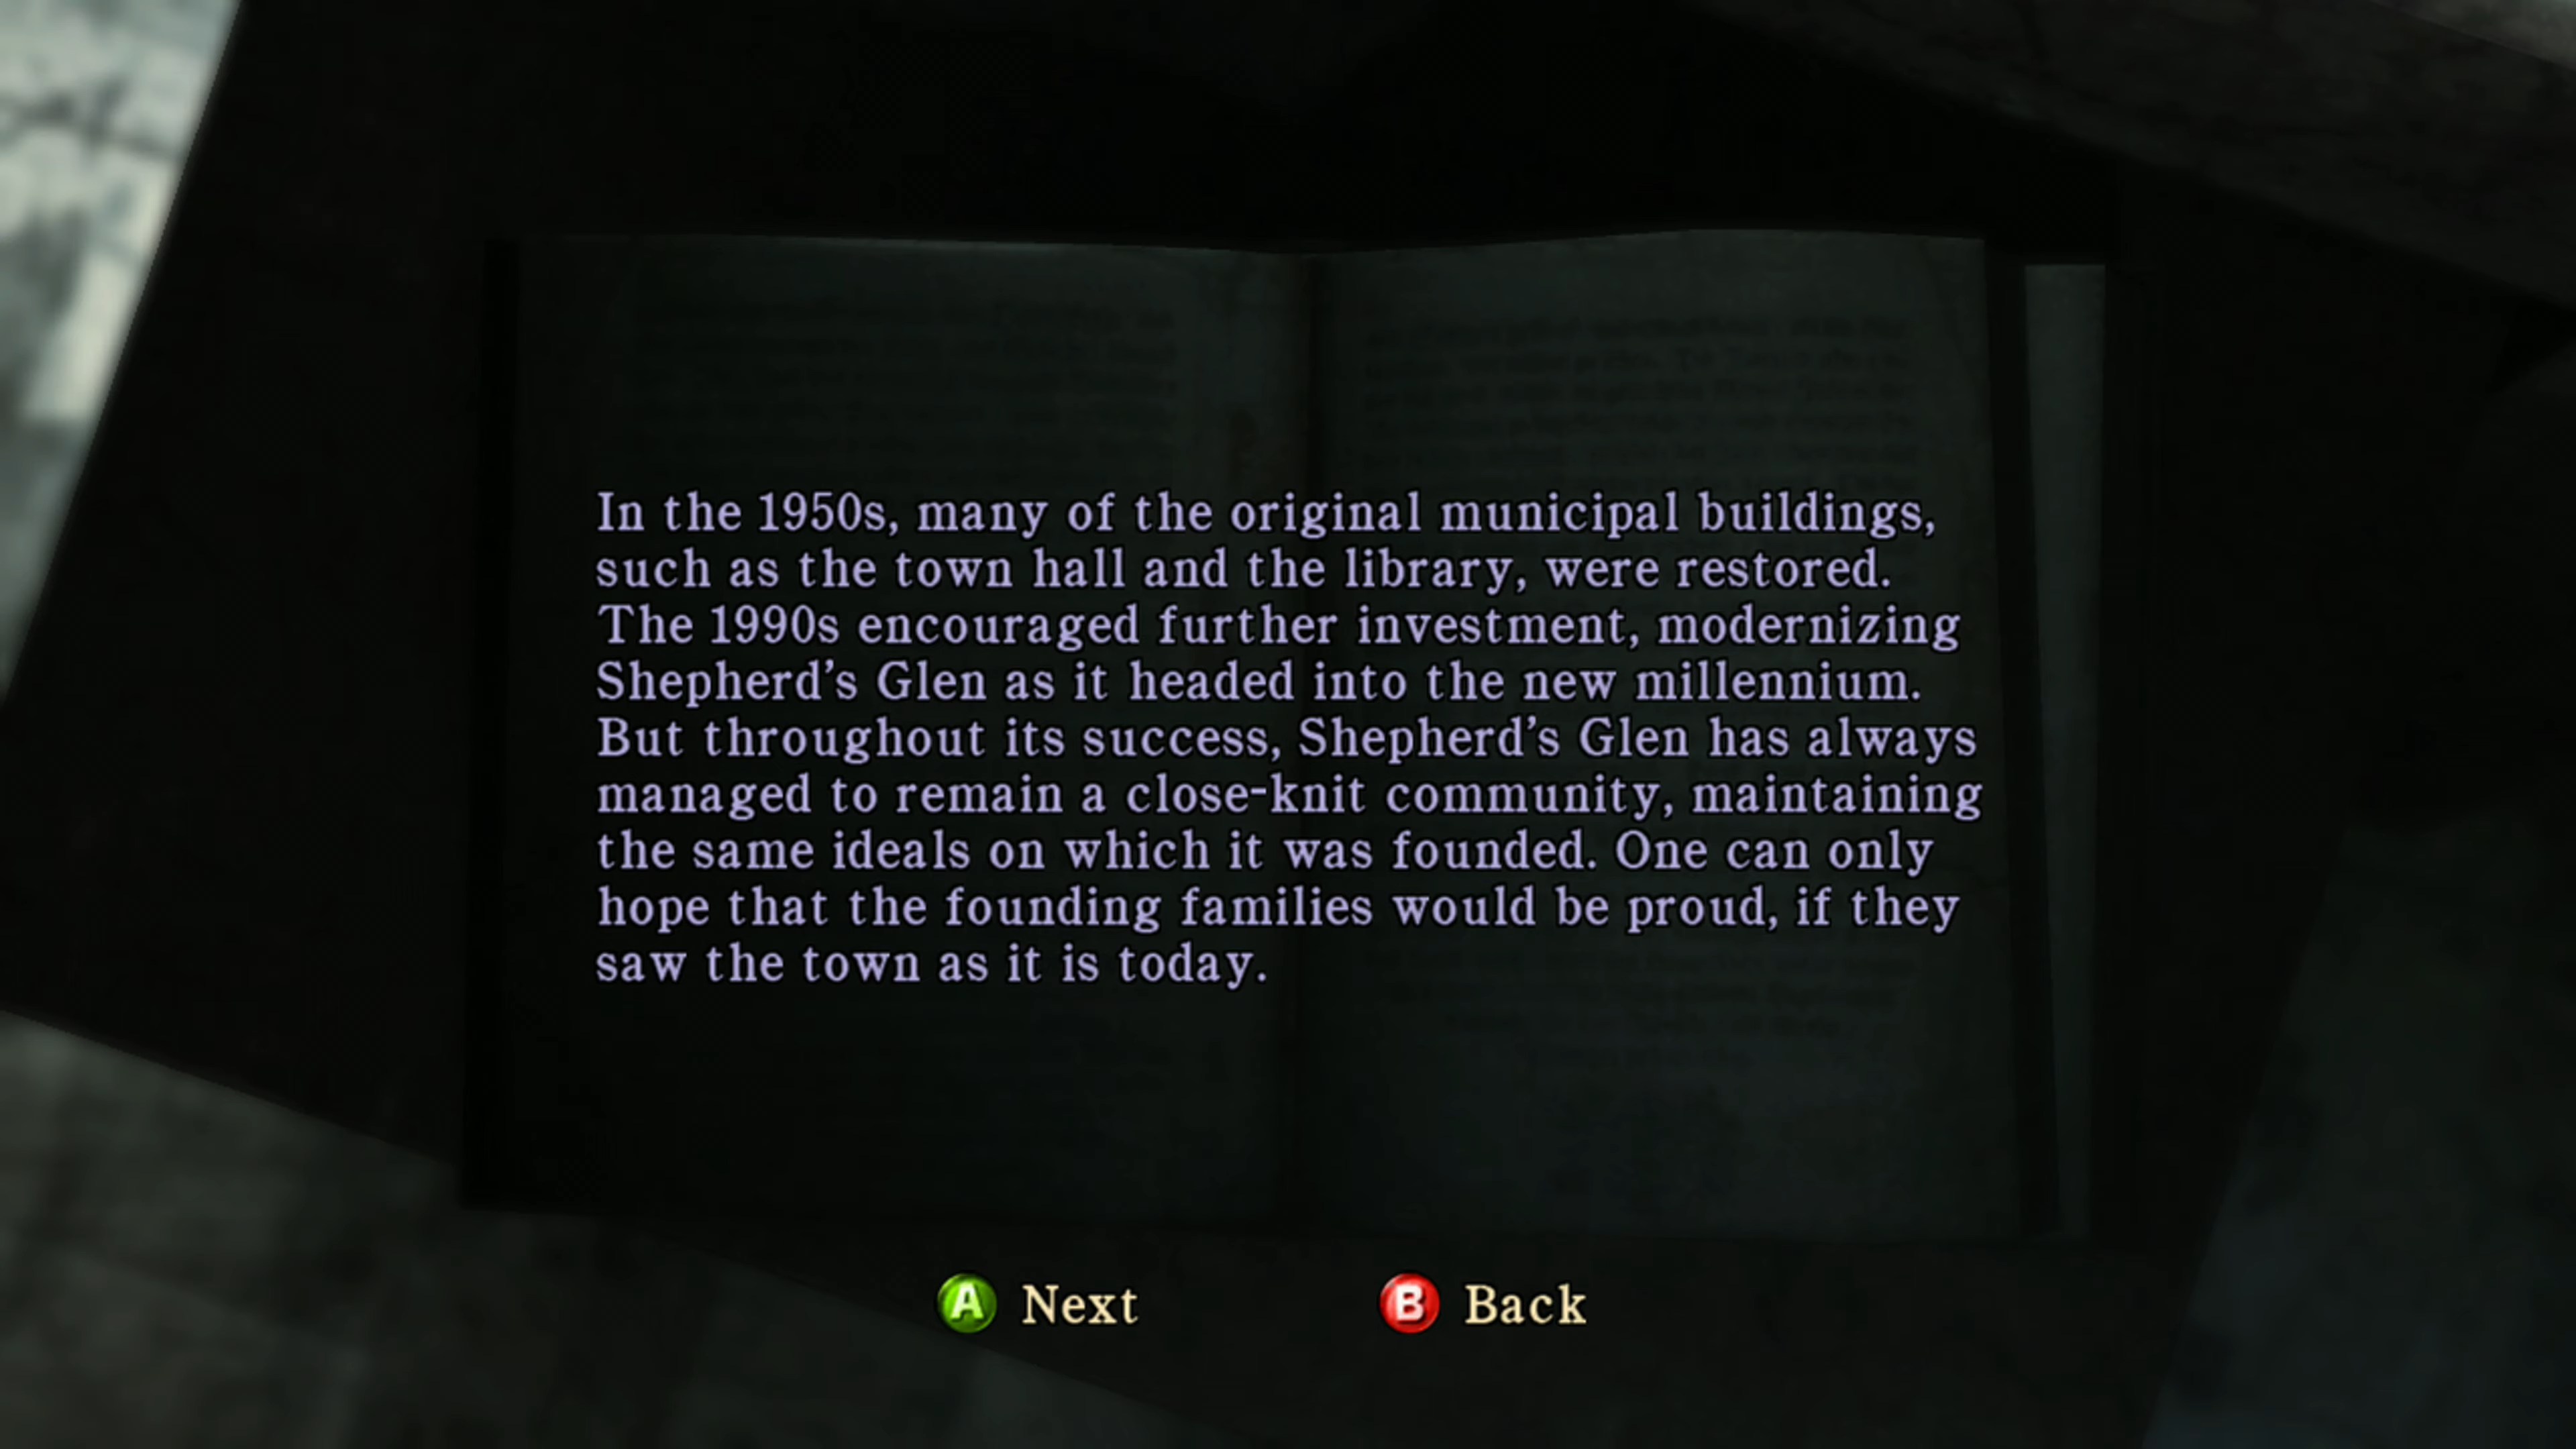 In the 1950s, many of the original municipal buildings,
such as the town hall and the library, were restored.
The 1990s encouraged further investment, modernizing
Shepherd's Glen as it headed into the new millennium.
But throughout its success, Shepherd's Glen has always
managed to remain a close-knit community, maintaining
the same ideals on which it was founded. One can only
hope that the founding families would be proud, if they
saw the town as it is today.
A Next B Back